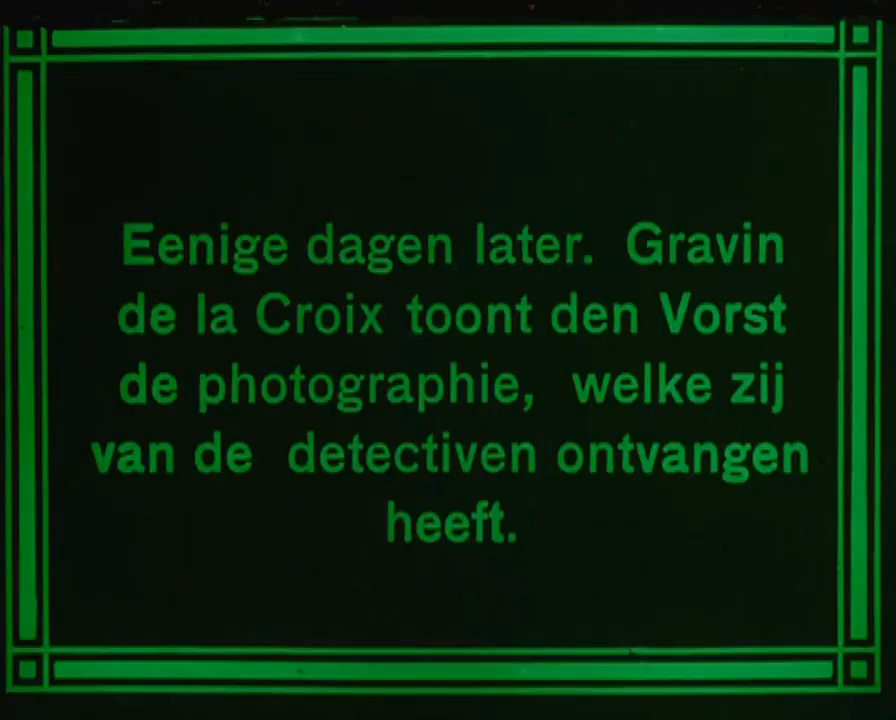 Eenige dagen later. Gravin
de la Croix toont den Vorst
de photographie, welke zij
van de detectiven ontvangen
heeft.